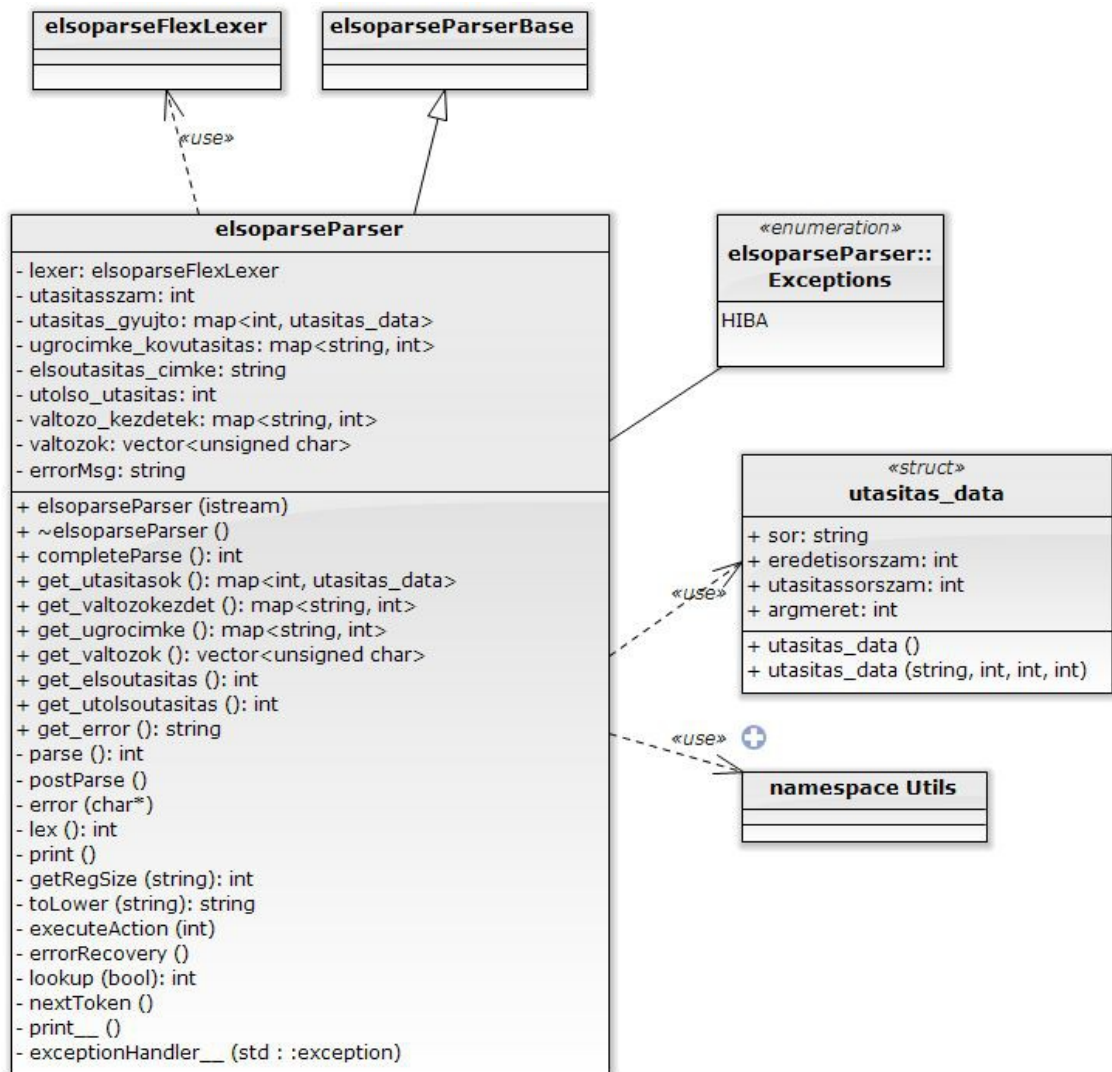 elsoparseFlexLexer
elsoparseParserBase
«use»
elsoparseParser
- lexer: elsoparseFlexLexer
- utasitasszam: int
- utasitas_gyujto: map<int, utasitas_data>
- ugrocimke_kovutasitas: map<string, int>
- elsoutasitas_cimke: string
- utolso_utasitas: int
- valtozo_kezdetek: map<string, int>
- valtozok: vector<unsigned char>
- errorMsg: string
+ elsoparseParser (istream)
+ ~elsoparseParser ()
+ completeParse (): int
+ get_utasitasok (): map<int, utasitas_data>
+ get_valtozokezdet (): map<string, int>
+ get_ugrocimke (): map<string, int>
+ get_valtozok (): vector<unsigned char>
+ get_elsoutasitas (): int
+ get_utolsoutasitas (): int
+ get_error (): string
- parse (): int
- postParse ()
- error (char*)
- lex (): int
- print ()
- getRegSize (string): int
- toLower (string): string
- executeAction (int)
- errorRecovery ()
- lookup (bool): int
- nextToken ()
- print__ ()
- exceptionHandler__ (std : :exception)
«enumeration»
elsoparseParser::
Exceptions
HIBA
«use»
«struct»
utasitas_data
+ sor: string
+ eredetisorszam: int
+ utasitassorszam: int
+ argmeret: int
+ utasitas_data ()
+ utasitas_data (string, int, int, int)
«use»
namespace Utils